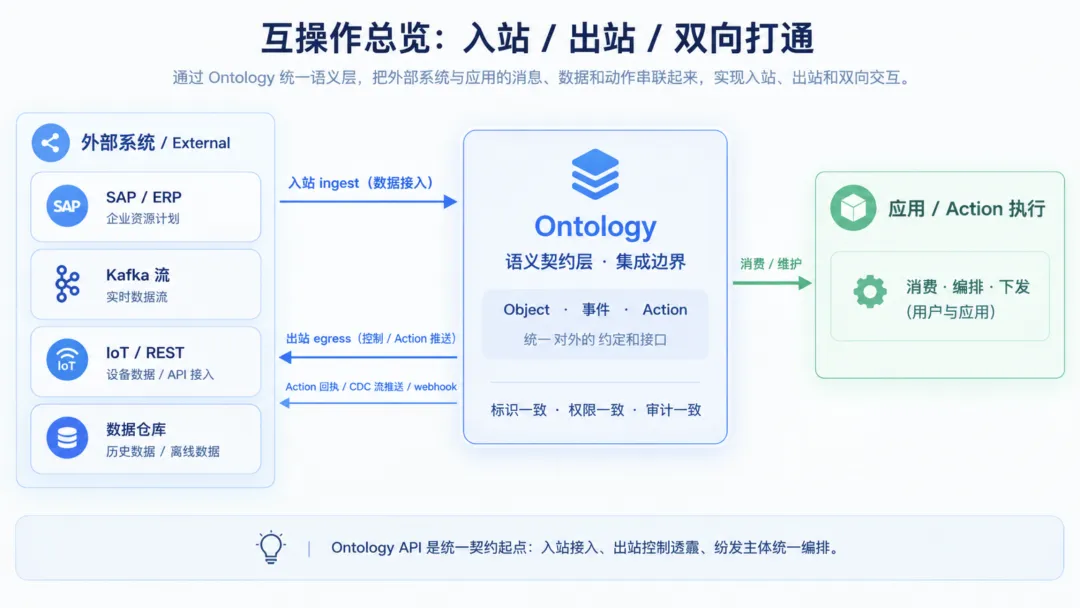 互操作总览：入站 / 出站 / 双向打通
通过 Ontology 统一语义层，把外部系统与应用的消息、数据和动作串联起来，实现入站、出站和双向交互。
外部系统 / External
SAP
SAP / ERP
企业资源计划
Kafka 流
实时数据流
IoT
IoT / REST
设备数据 / API 接入
数据仓库
历史数据 / 离线数据
入站 ingest（数据接入）
出站 egress（控制 / Action 推送）
Action 回执 / CDC 流推送 / webhook
Ontology
语义契约层 · 集成边界
Object · 事件 · Action
统一 对外的 约定和接口
标识一致 · 权限一致 · 审计一致
消费 / 维护
应用 / Action 执行
消费 · 编排 · 下发
(用户与应用)
Ontology API 是统一契约起点：入站接入、出站控制透露、纷发主体统一编排。